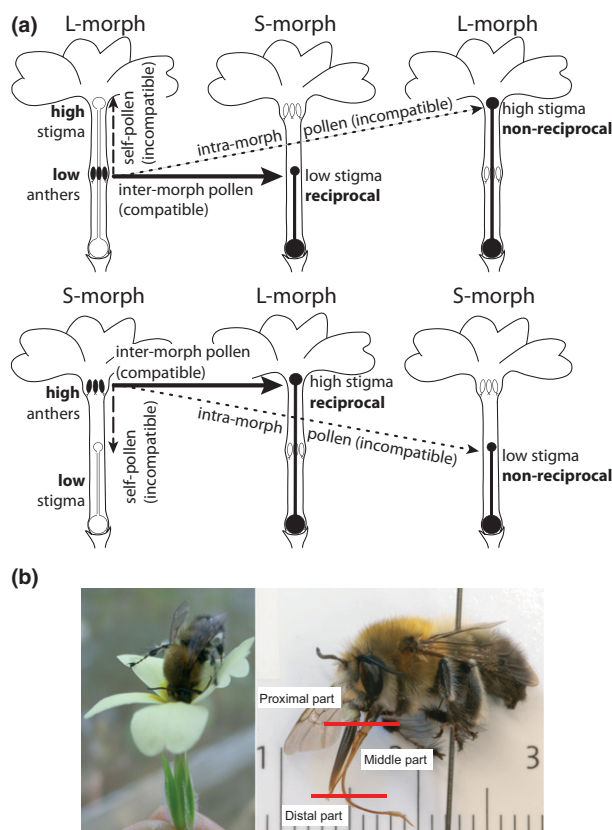 (a)
L-morph
S-morph
L-morph
high
stigma
self-pollen
(incompatible)
low
anthers
inter-morph pollen
(compatible)
intra-morph pollen (incompatible)
low stigma
reciprocal
high stigma
non-reciprocal
S-morph
L-morph
S-morph
high
anthers
inter-morph pollen
(compatible)
self-pollen
(incompatible)
low
stigma
intra-morph pollen (incompatible)
high stigma
reciprocal
low stigma
non-reciprocal
(b)
Proximal part
Middle part
Distal part
1
2
3